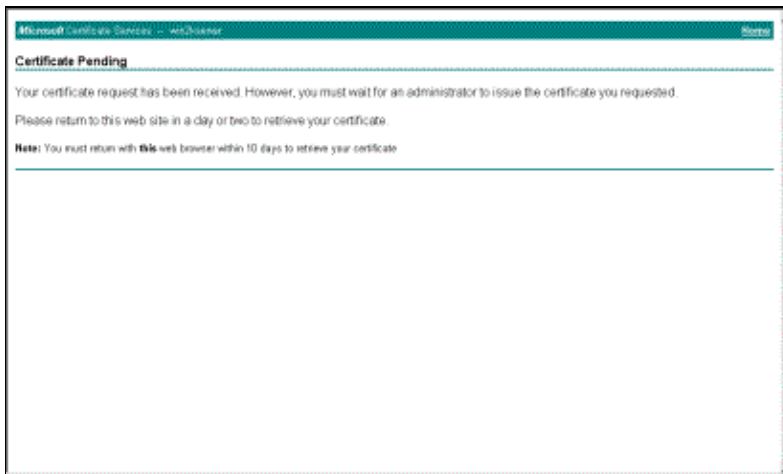 Microsoft Certificate Services -- win2kserver Home
Certificate Pending
Your certificate request has been received. However, you must wait for an administrator to issue the certificate you requested.
Please return to this web site in a day or two to retrieve your certificate.
Note: You must return with this web browser within 10 days to retrieve your certificate